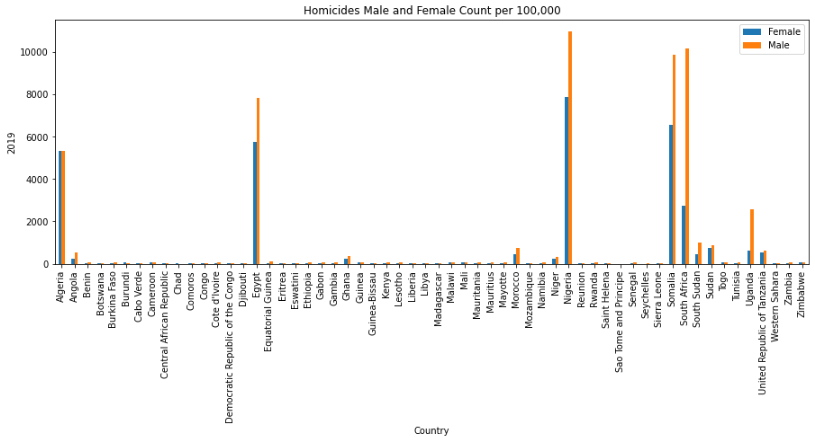 Homicides Male and Female Count per 100,000
Female
Male
10000
8000
6000
4000
2000
0
2019
Algeria
Angola
Benin
Botswana
Burkina Faso
Burundi
Cabo Verde
Cameroon
Central African Republic
Chad
Comoros
Congo
Cote d'Ivoire
Democratic Republic of the Congo
Djibouti
Egypt
Equatorial Guinea
Eritrea
Eswatini
Ethiopia
Gabon
Gambia
Ghana
Guinea
Guinea-Bissau
Kenya
Lesotho
Liberia
Libya
Madagascar
Malawi
Mali
Mauritania
Mauritius
Mayotte
Morocco
Mozambique
Namibia
Niger
Nigeria
Reunion
Rwanda
Saint Helena
Sao Tome and Principe
Senegal
Seychelles
Sierra Leone
Somalia
South Africa
South Sudan
Sudan
Togo
Tunisia
Uganda
United Republic of Tanzania
Western Sahara
Zambia
Zimbabwe
Country